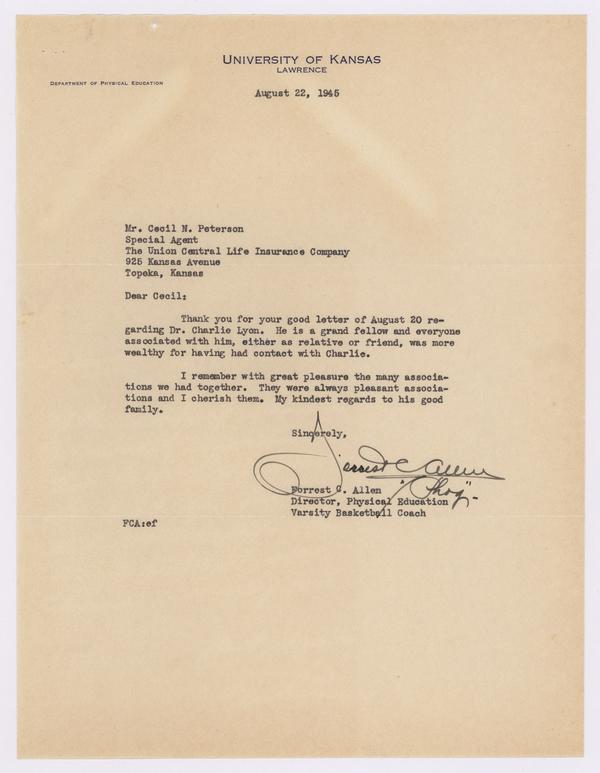 UNIVERSITY OF KANSAS
LAWRENCE
DEPARTMENT OF PHYSICAL EDUCATION
August 22, 1945
Mr. Cecil N. Peterson
Special Agent
The Union Central Life Insurance Company
925 Kansas Avenue
Topeka, Kansas
Dear Cecil:
Thank you for your good letter of August 20 re-
garding Dr. Charlie Lyon. He is a grand fellow and everyone
associated with him, either as relative or friend, was more
wealthy for having had contact with Charlie.
I remember with great pleasure the many associa-
tions we had together. They were always pleasant associa-
tions and I cherish them. My kindest regards to his good
family.
Sincerely,
Forrest C Allen
"Phog"
Forrest C. Allen
Director, Physical Education
Varsity Basketball Coach
FCA:ef